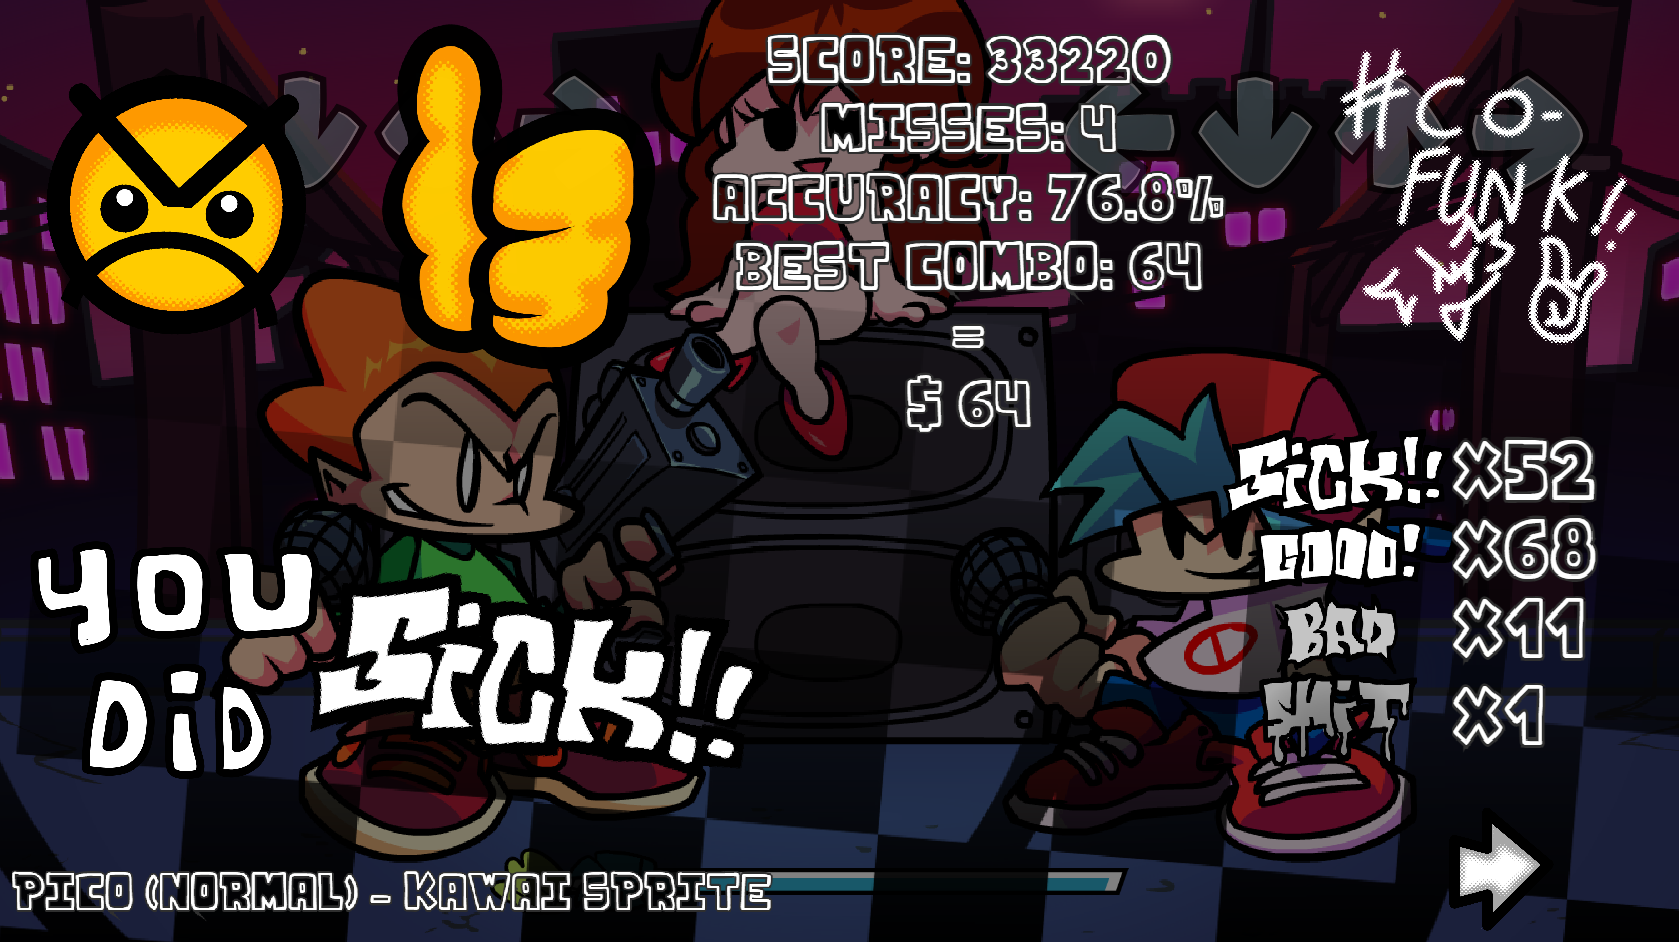 SCORE: 33220
MISSES: 4
ACCURACY: 76.8%
BEST COMBO: 64
=
$ 64
#CO-
FUNK!!
SiCK!! X52
GOOD! X68
BAD X11
SHiT X1
YOU
DiD SiCK!!
PICO (NORMAL) - KAWAI SPRITE